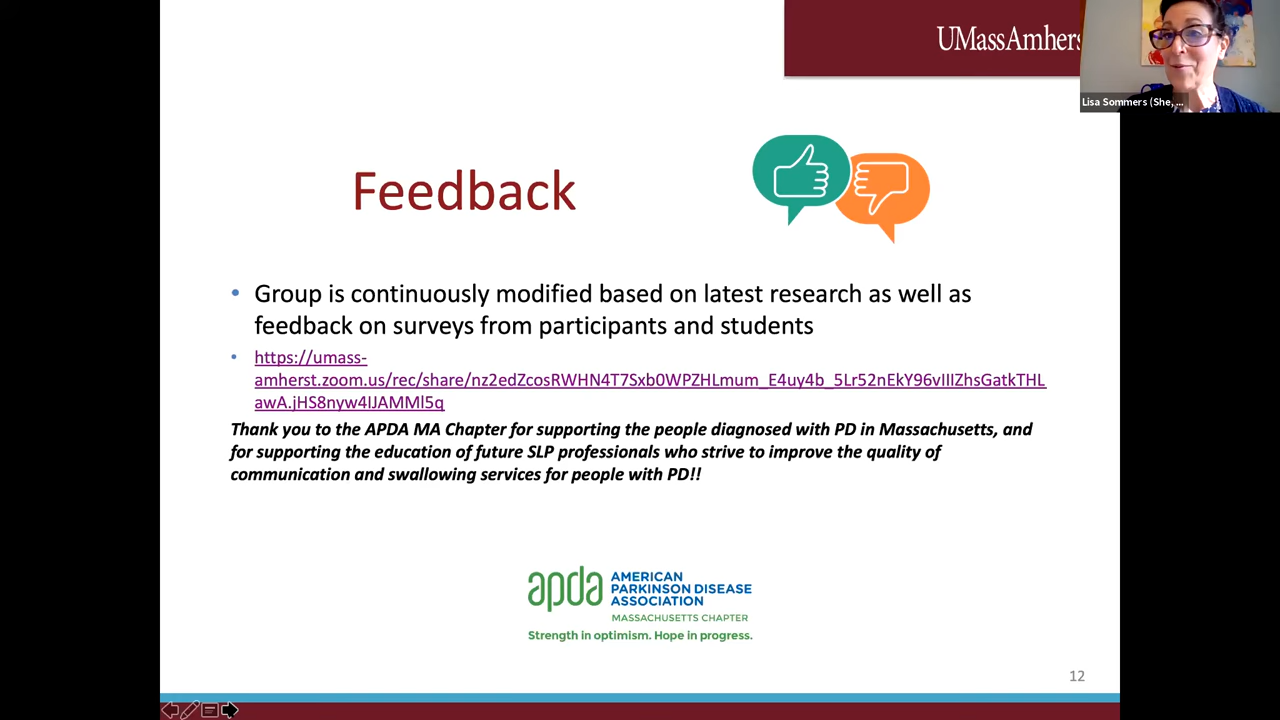 UMassAmhers
Lisa Sommers (She, ...
Feedback
• Group is continuously modified based on latest research as well as
feedback on surveys from participants and students
• https://umass-
amherst.zoom.us/rec/share/nz2edZcosRWHN4T7Sxb0WPZHLmum_E4uy4b_5Lr52nEkY96vIIIZhsGatkTHL
awA.jHS8nyw4IJAMMl5q
Thank you to the APDA MA Chapter for supporting the people diagnosed with PD in Massachusetts, and
for supporting the education of future SLP professionals who strive to improve the quality of
communication and swallowing services for people with PD!!
apda AMERICAN
PARKINSON DISEASE
ASSOCIATION
MASSACHUSETTS CHAPTER
Strength in optimism. Hope in progress.
12